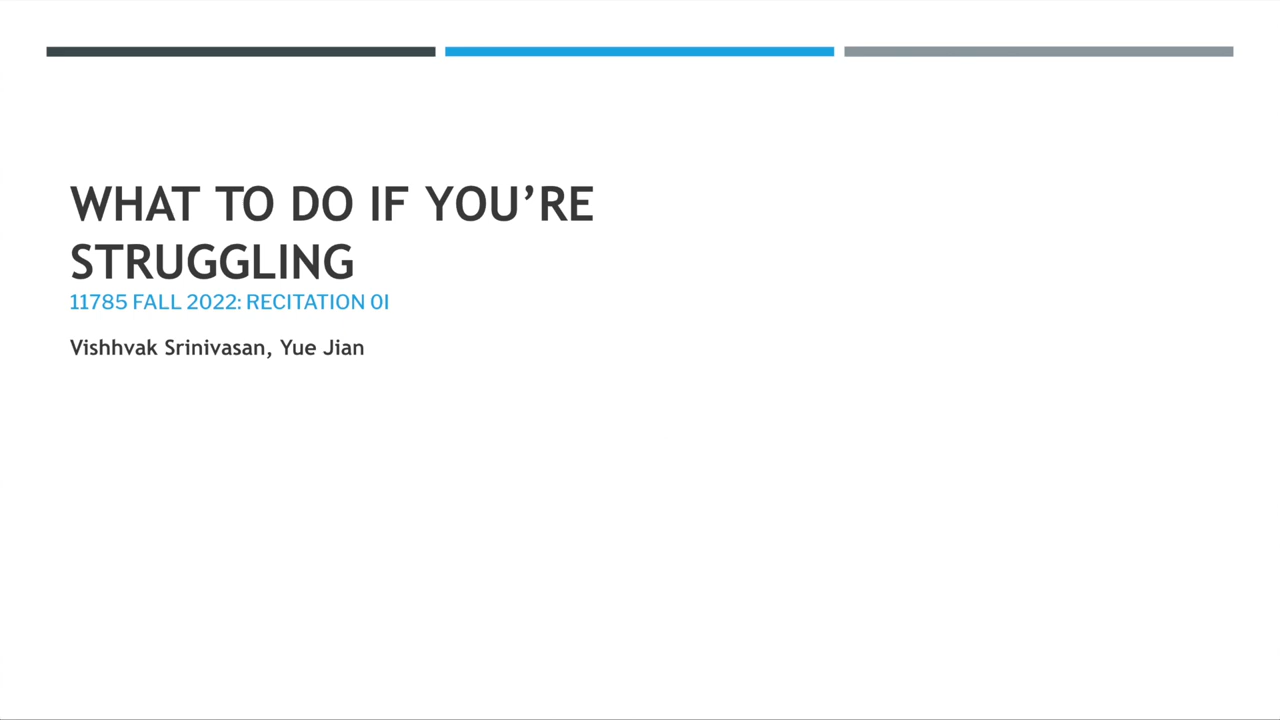 WHAT TO DO IF YOU’RE
STRUGGLING
11785 FALL 2022: RECITATION 0I
Vishhvak Srinivasan, Yue Jian